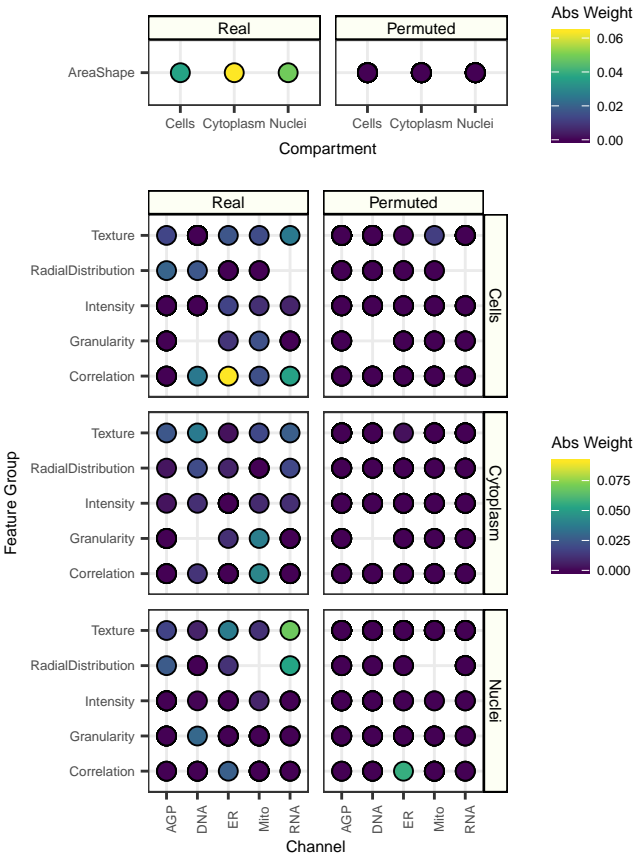 Abs Weight
Real Permuted
0.06
AreaShape
0.04
0.02
0.00
Cells Cytoplasm Nuclei Cells Cytoplasm Nuclei
Compartment
Real Permuted
Texture
RadialDistribution
Intensity
Granularity
Correlation
Cells
Texture
RadialDistribution
Intensity
Granularity
Correlation
Cytoplasm
Abs Weight
0.075
0.050
0.025
0.000
Feature Group
Texture
RadialDistribution
Intensity
Granularity
Correlation
Nuclei
AGP DNA ER Mito RNA AGP DNA ER Mito RNA
Channel